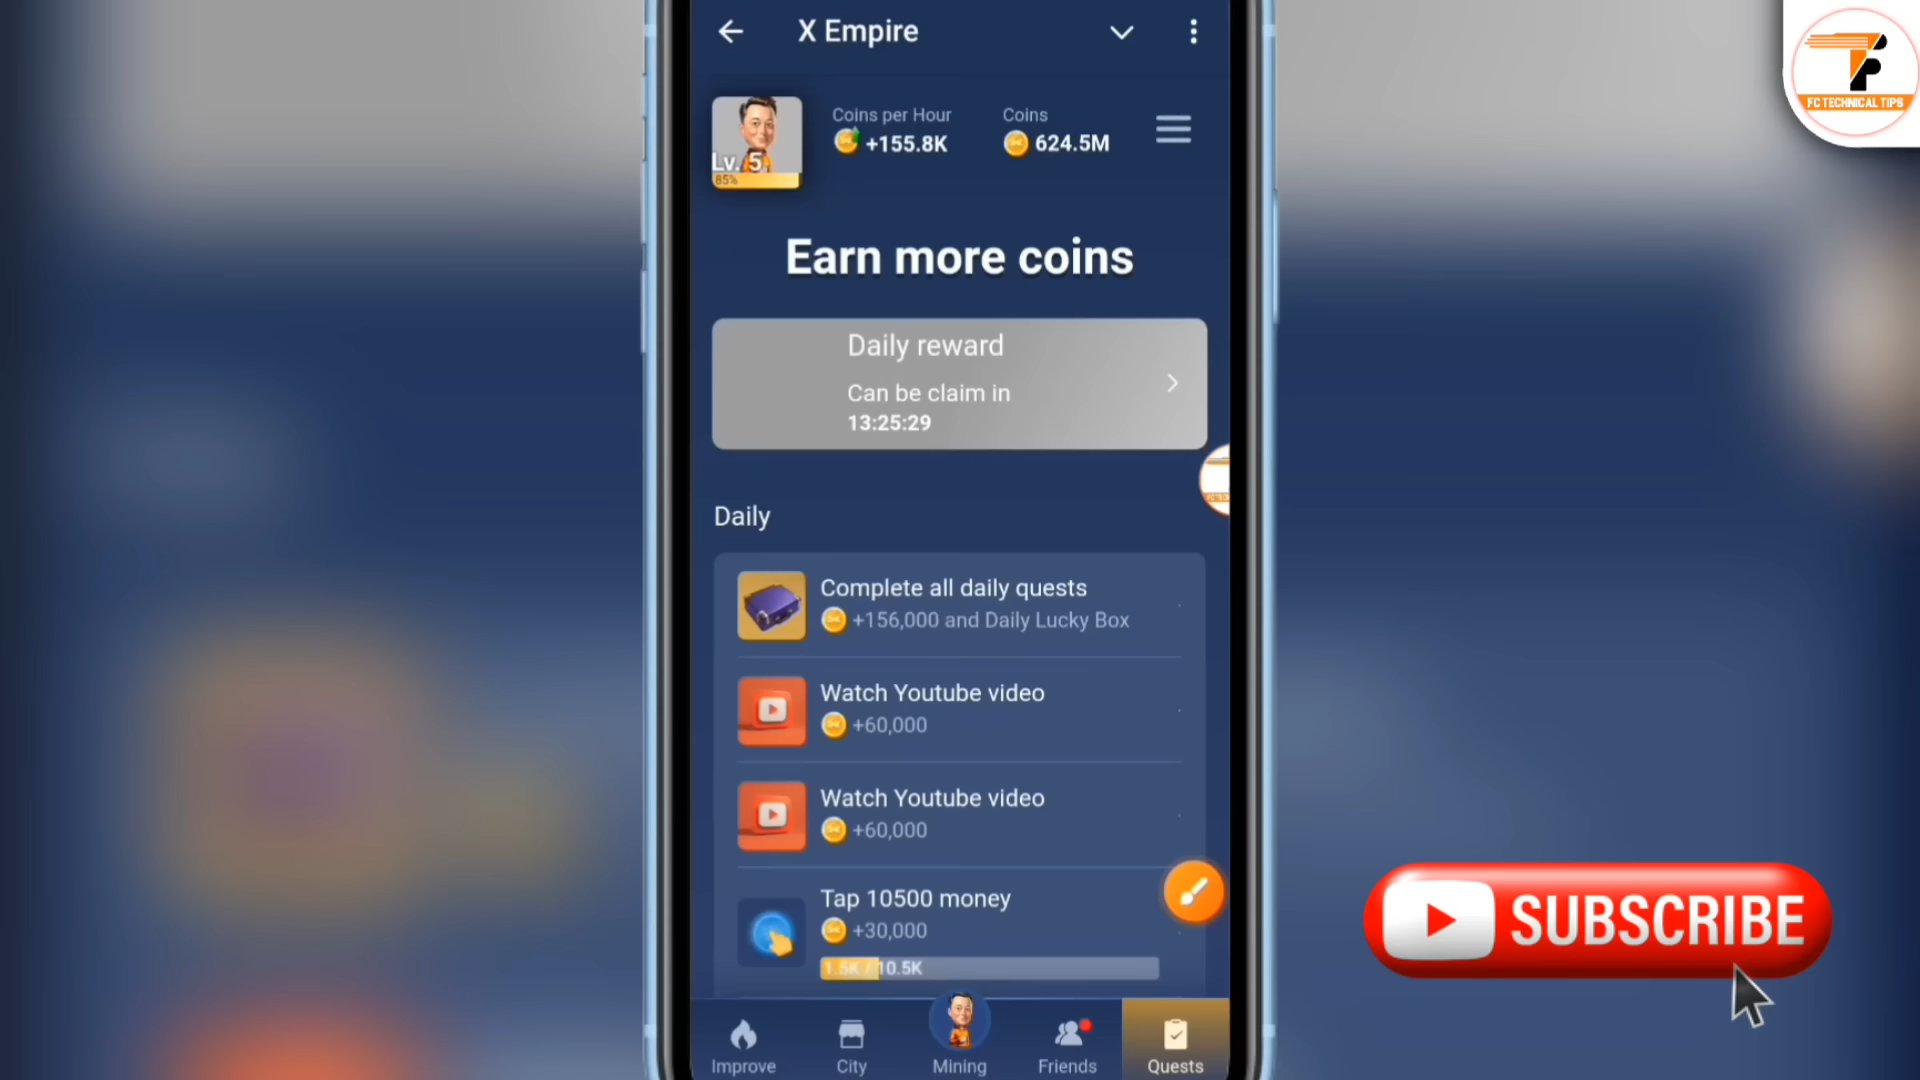 X Empire
FC TECHNICAL TIPS
Coins per Hour
+155.8K
Coins
624.5M
Lv. 5
85%
Earn more coins
Daily reward
Can be claim in
13:25:29
Daily
Complete all daily quests
+156,000 and Daily Lucky Box
Watch Youtube video
+60,000
Watch Youtube video
+60,000
Tap 10500 money
+30,000
1.5K / 10.5K
SUBSCRIBE
Improve
City
Mining
Friends
Quests